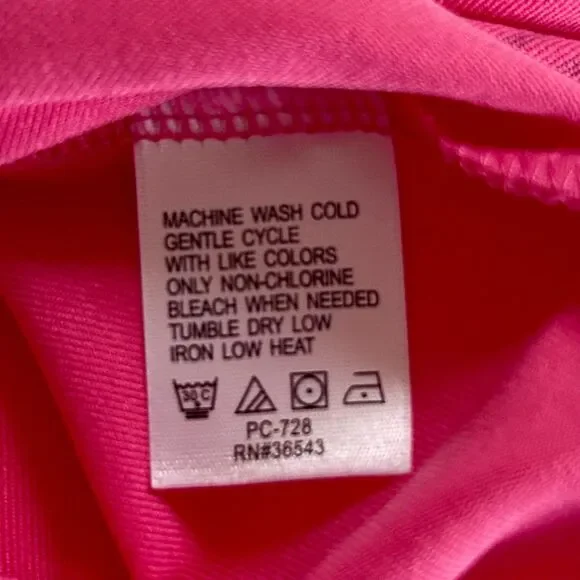 MACHINE WASH COLD
GENTLE CYCLE
WITH LIKE COLORS
ONLY NON-CHLORINE
BLEACH WHEN NEEDED
TUMBLE DRY LOW
IRON LOW HEAT
30 C
PC-728
RN#36543